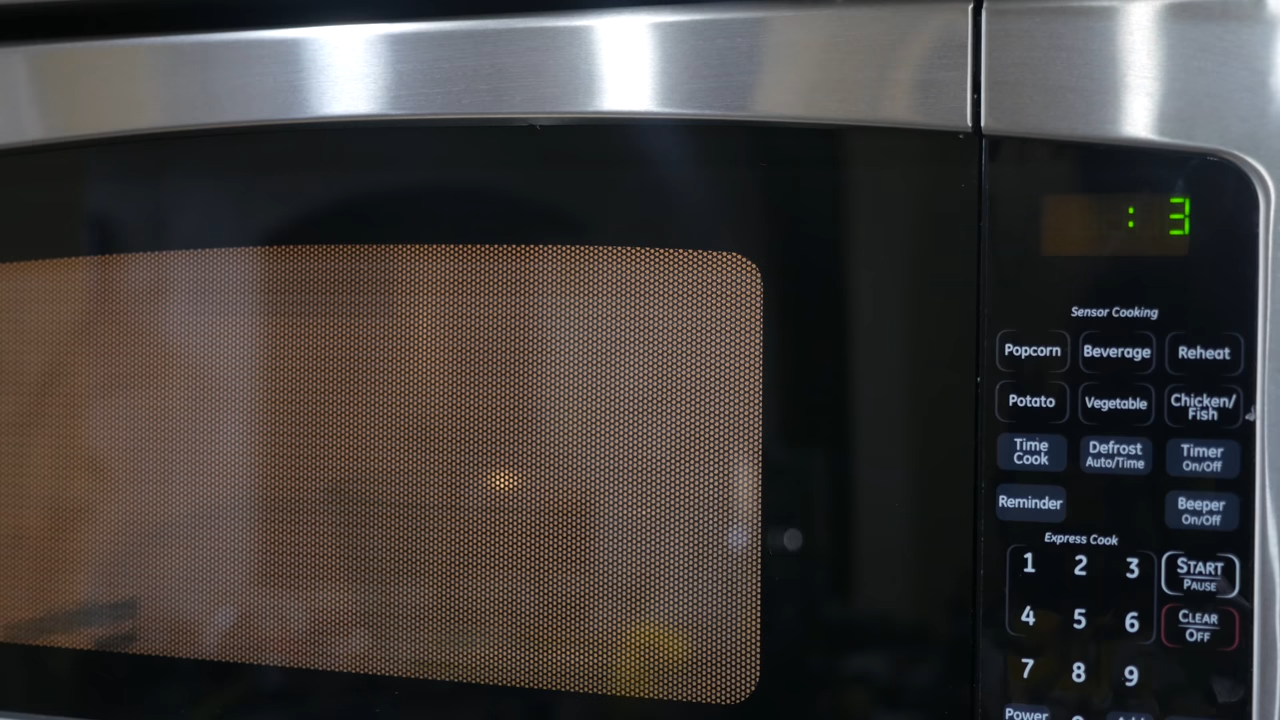 : 3
Sensor Cooking
Popcorn Beverage Reheat
Potato Vegetable Chicken/
Fish
Time
Cook
Defrost
Auto/Time
Timer
On/Off
Reminder
Beeper
On/Off
Express Cook
1 2 3
START
PAUSE
4 5 6
CLEAR
OFF
7 8 9
Power